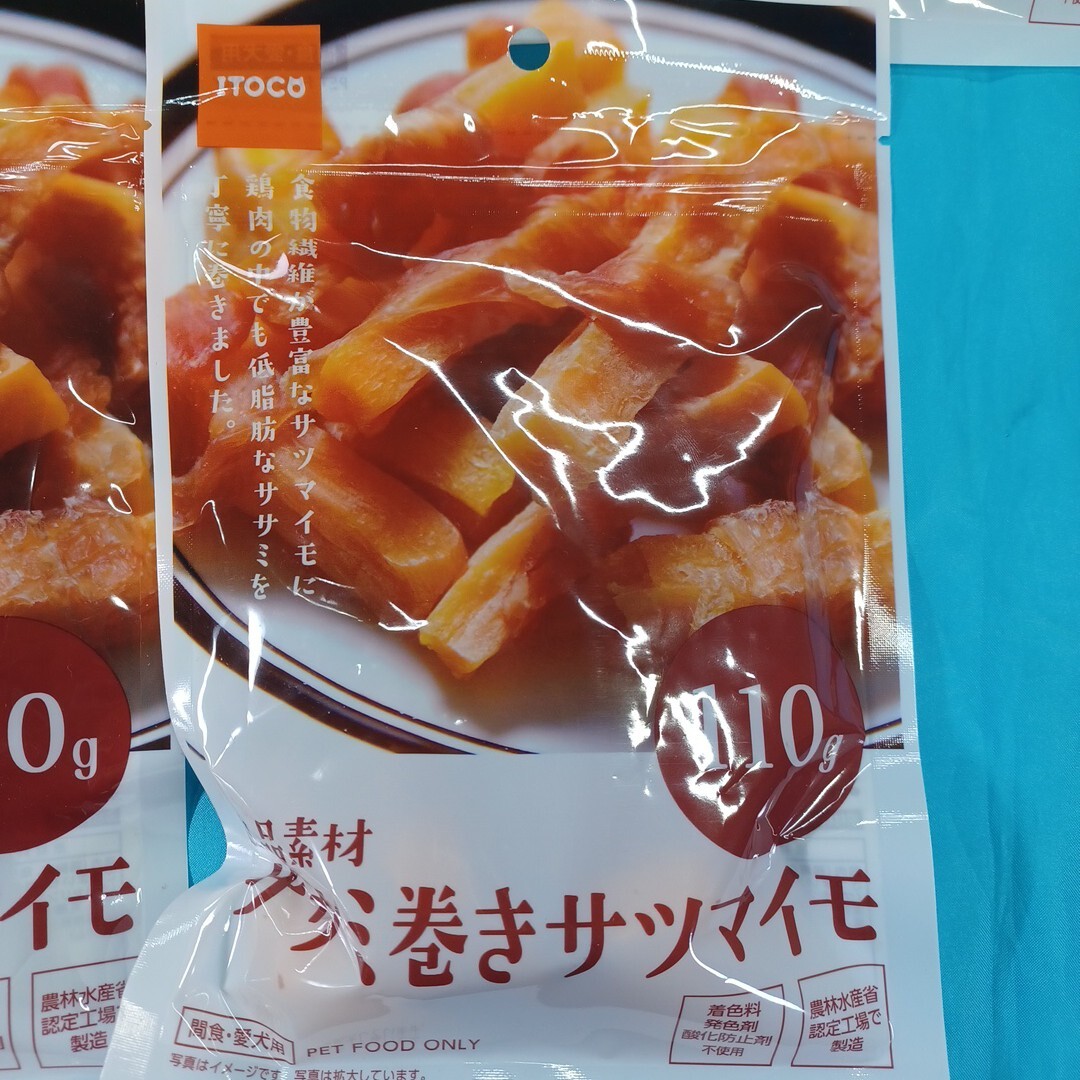 ITOCO
食物繊維が豊富なサツマイモに
鶏肉の中でも低脂肪なササミを
丁寧に巻きました。
110g
素材
巻きサツマイモ
間食・愛犬用
PET FOOD ONLY
着色料
発色剤
酸化防止剤
不使用
農林水産省
認定工場で
製造
写真はイメージです。写真は拡大しています。
0g
イモ
農林水産省
認定工場で
製造